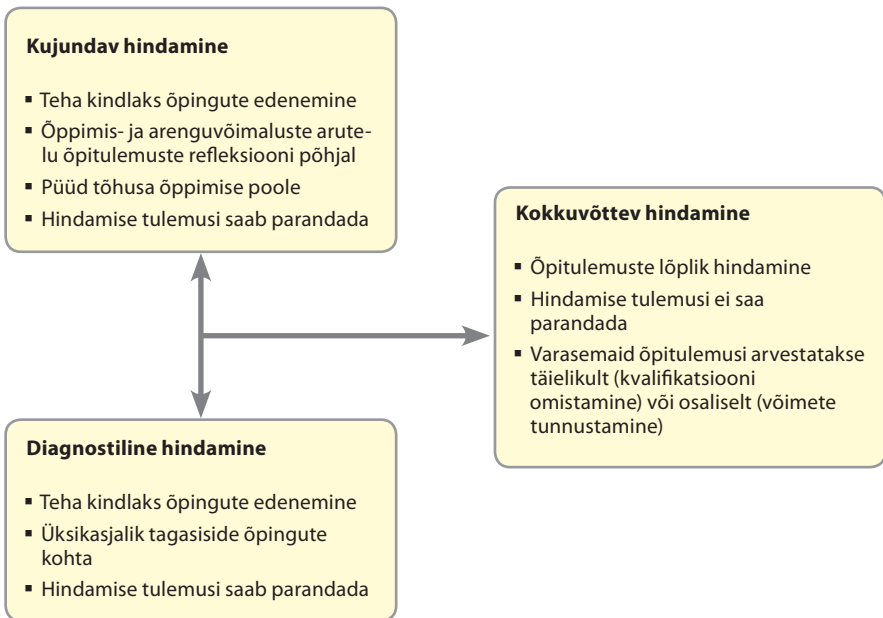 Kujundav hindamine
▪ Teha kindlaks õpingute edenemine
▪ Õppimis- ja arenguvõimaluste arute-
lu õpitulemuste refleksiooni põhjal
▪ Püüd tõhusa õppimise poole
▪ Hindamise tulemusi saab parandada
Kokkuvõttev hindamine
▪ Õpitulemuste lõplik hindamine
▪ Hindamise tulemusi ei saa
parandada
▪ Varasemaid õpitulemusi arvestatakse
täielikult (kvalifikatsiooni
omistamine) või osaliselt (võimete
tunnustamine)
Diagnostiline hindamine
▪ Teha kindlaks õpingute edenemine
▪ Üksikasjalik tagasiside õpingute
kohta
▪ Hindamise tulemusi saab parandada